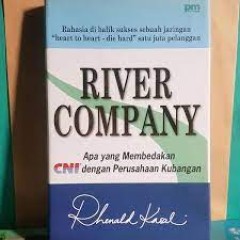 pm
Rahasia di balik sukses sebuah jaringan
"heart to heart - die hard" satu juta pelanggan
RIVER
COMPANY
Apa yang Membedakan
CNI dengan Perusahaan Kubangan
Rhenald Kasali